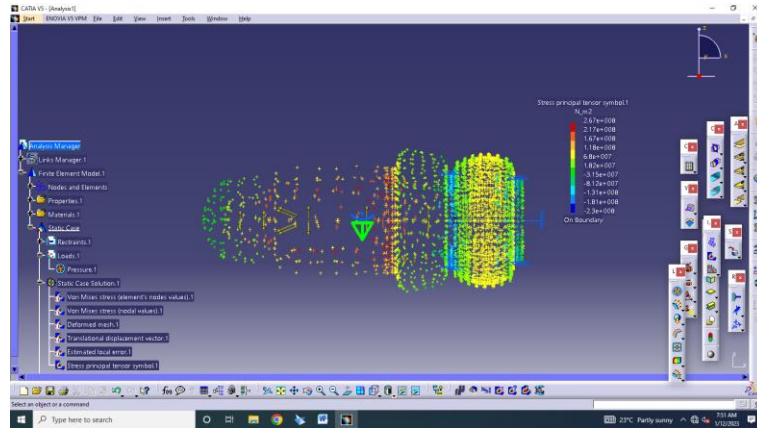 CATIA V5 - [Analysis1]
Start ENOVIA V5 VPM File Edit View Insert Tools Window Help
Stress principal tensor symbol.1
N_m2
2.67e+008
2.17e+008
1.67e+008
1.18e+008
6.8e+007
1.82e+007
-3.15e+007
-8.12e+007
-1.31e+008
-1.81e+008
-2.3e+008
On Boundary
Analysis Manager
Links Manager.1
Finite Element Model.1
Nodes and Elements
Properties.1
Materials.1
Static Case
Restraints.1
Loads.1
Pressure.1
Static Case Solution.1
Von Mises stress (element's nodes values).1
Von Mises stress (nodal values).1
Deformed mesh.1
Translational displacement vector.1
Estimated local error.1
Stress principal tensor symbol.1
Select an object or a command
Type here to search
23°C Partly sunny
7:51 AM
1/12/2023